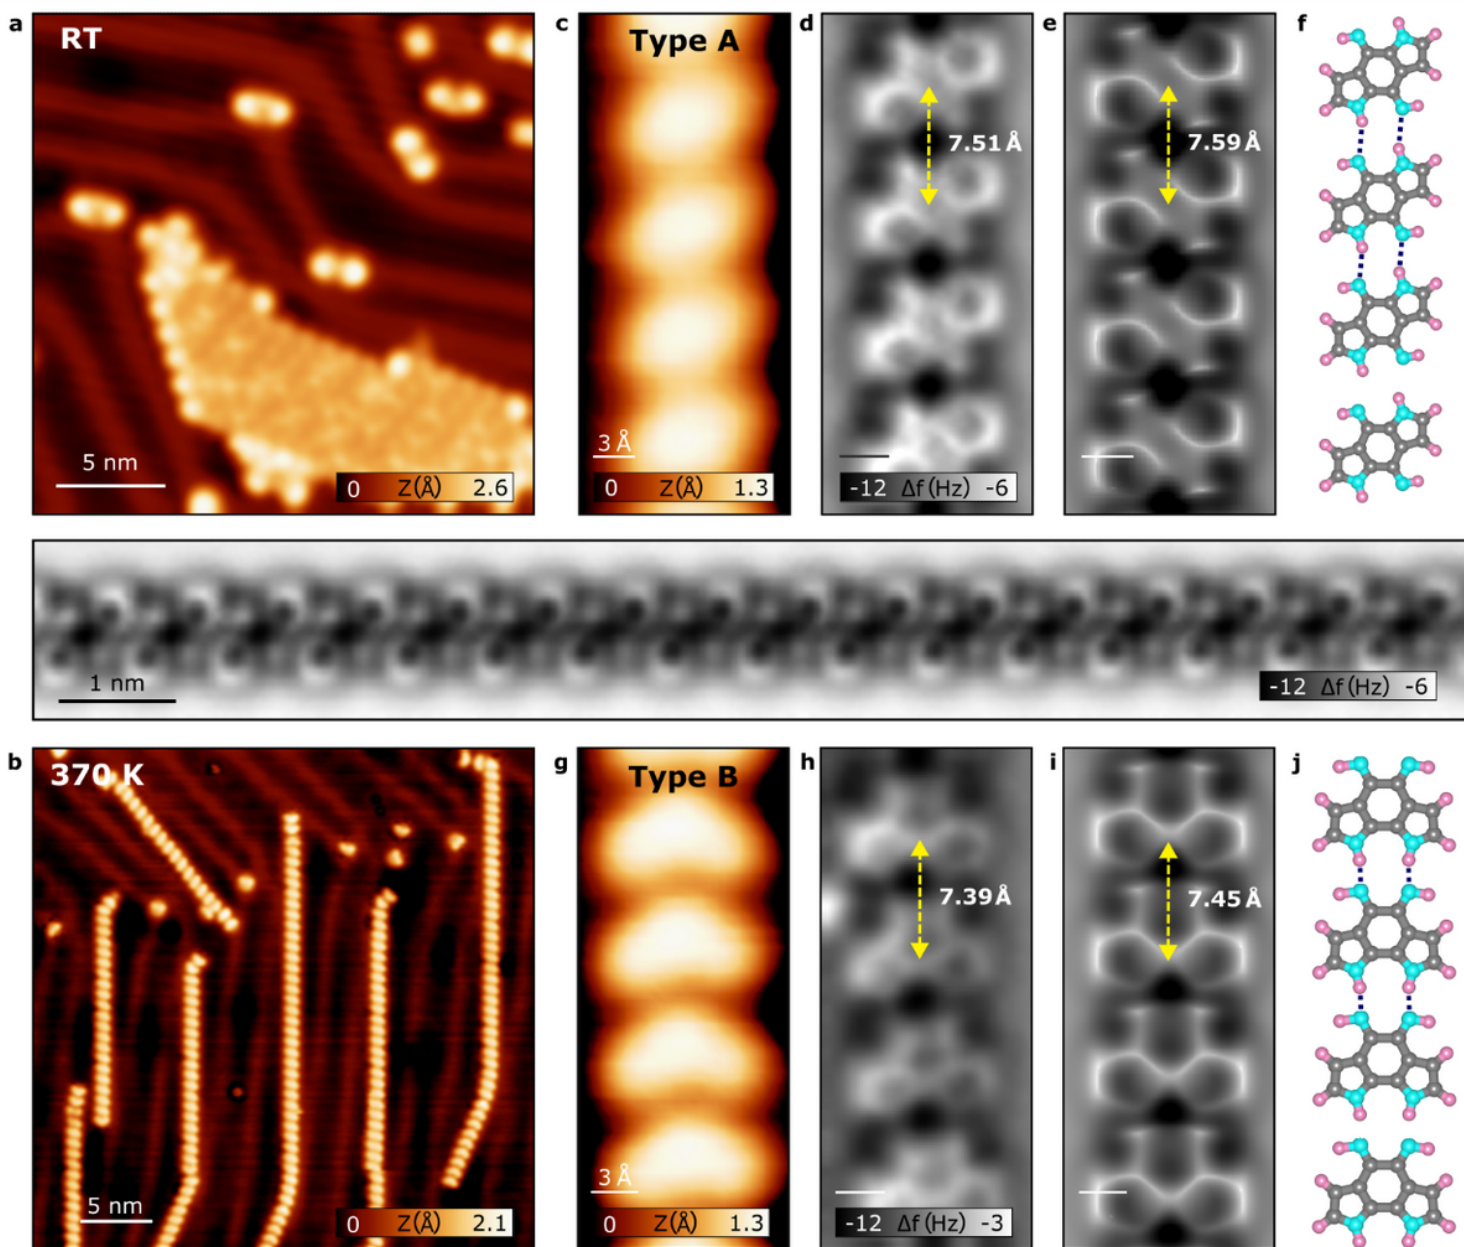 a
RT
5 nm
0 Z(Å) 2.6
c
Type A
3 Å
0 Z(Å) 1.3
d
7.51 Å
-12 Δf(Hz) -6
e
7.59 Å
f
1 nm
-12 Δf(Hz) -6
b
370 K
5 nm
0 Z(Å) 2.1
g
Type B
3 Å
0 Z(Å) 1.3
h
7.39 Å
-12 Δf(Hz) -3
i
7.45 Å
j